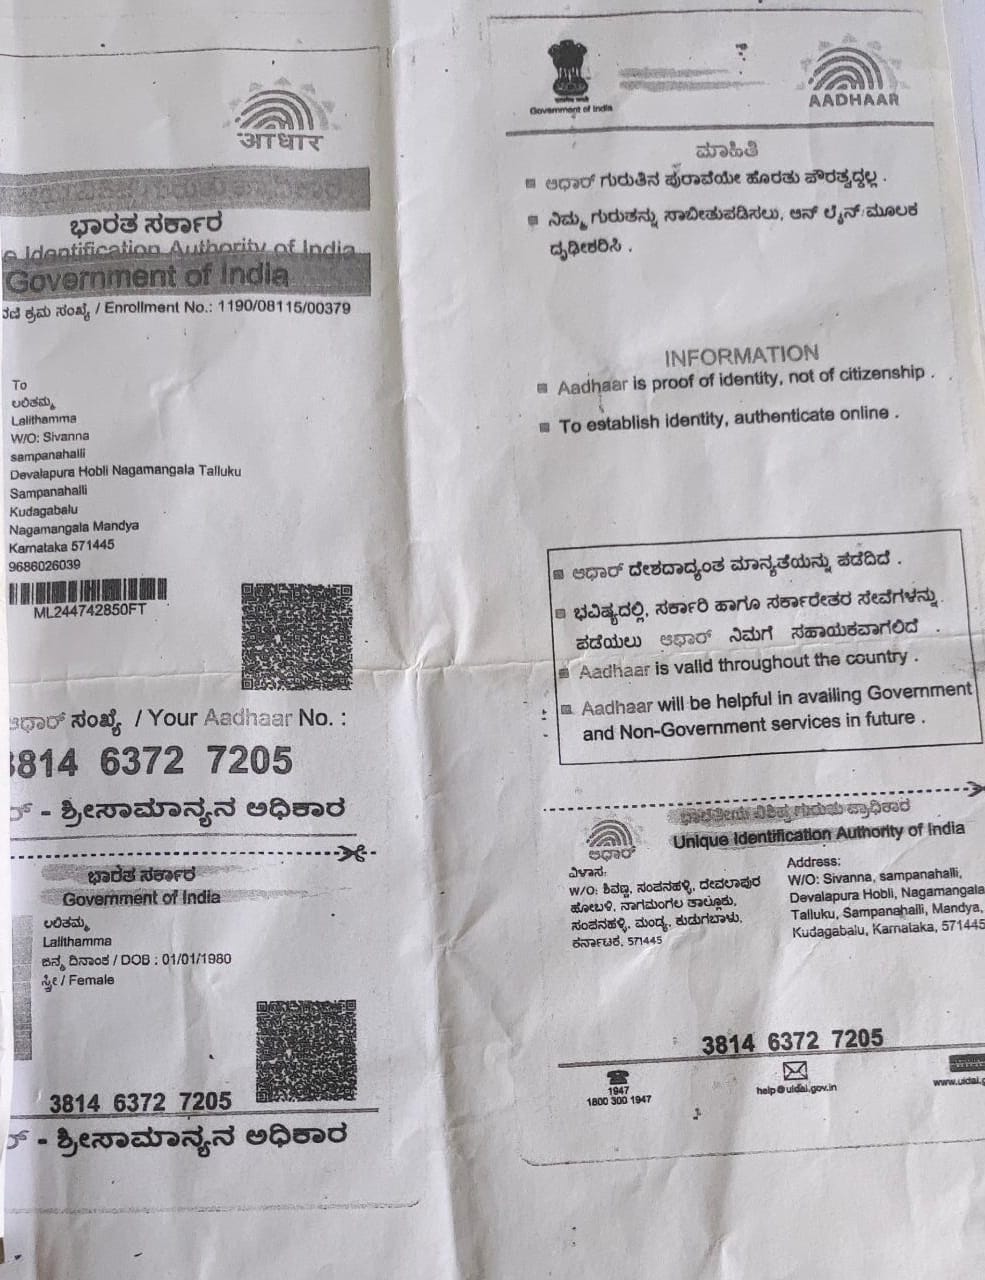 आधार
ಭಾರತ ಸರ್ಕಾರ
Identification Authority of India
Government of India
ಕ್ರಮ ಸಂಖ್ಯೆ / Enrollment No.: 1190/08115/00379
To
ಲಲಿತಮ್ಮ
Lalithamma
W/O: Sivanna
sampanahalli
Devalapura Hobli Nagamangala Talluku
Sampanahalli
Kudagabalu
Nagamangala Mandya
Karnataka 571445
9686026039
ML244742850FT
ಆಧಾರ್ ಸಂಖ್ಯೆ / Your Aadhaar No. :
3814 6372 7205
- ಶ್ರೀಸಾಮಾನ್ಯನ ಅಧಿಕಾರ
ಭಾರತ ಸರ್ಕಾರ
Government of India
ಲಲಿತಮ್ಮ
Lalithamma
ಜನ್ಮ ದಿನಾಂಕ / DOB : 01/01/1980
ಸ್ತ್ರೀ / Female
3814 6372 7205
- ಶ್ರೀಸಾಮಾನ್ಯನ ಅಧಿಕಾರ
Government of India
AADHAAR
ಮಾಹಿತಿ
ಆಧಾರ್ ಗುರುತಿನ ಪುರಾವೆಯೇ ಹೊರತು ಪೌರತ್ವದ್ದಲ್ಲ .
ನಿಮ್ಮ ಗುರುತನ್ನು ಸಾಬೀತುಪಡಿಸಲು, ಆನ್ ಲೈನ್ ಮೂಲಕ
ದೃಢೀಕರಿಸಿ .
INFORMATION
Aadhaar is proof of identity, not of citizenship .
To establish identity, authenticate online .
ಆಧಾರ್ ದೇಶದಾದ್ಯಂತ ಮಾನ್ಯತೆಯನ್ನು ಪಡೆದಿದೆ .
ಭವಿಷ್ಯದಲ್ಲಿ, ಸರ್ಕಾರಿ ಹಾಗೂ ಸರ್ಕಾರೇತರ ಸೇವೆಗಳನ್ನು
ಪಡೆಯಲು ಆಧಾರ್ ನಿಮಗೆ ಸಹಾಯಕವಾಗಲಿದೆ .
Aadhaar is valid throughout the country .
Aadhaar will be helpful in availing Government
and Non-Government services in future .
ಭಾರತೀಯ ವಿಶಿಷ್ಟ ಗುರುತು ಪ್ರಾಧಿಕಾರ
Unique Identification Authority of India
ಆಧಾರ್
ವಿಳಾಸ:
W/O: ಶಿವಣ್ಣ, ಸಂಪನಹಳ್ಳಿ, ದೇವಲಾಪುರ
ಹೋಬಳಿ, ನಾಗಮಂಗಲ ತಾಲ್ಲೂಕು,
ಸಂಪನಹಳ್ಳಿ, ಮಂಡ್ಯ, ಕುಡುಗಬಾಳು,
ಕರ್ನಾಟಕ, 571445
Address:
W/O: Sivanna, sampanahalli,
Devalapura Hobli, Nagamangala
Talluku, Sampanahalli, Mandya,
Kudagabalu, Karnataka, 571445
3814 6372 7205
1947
1800 300 1947
help@uidai.gov.in
www.uidai.g